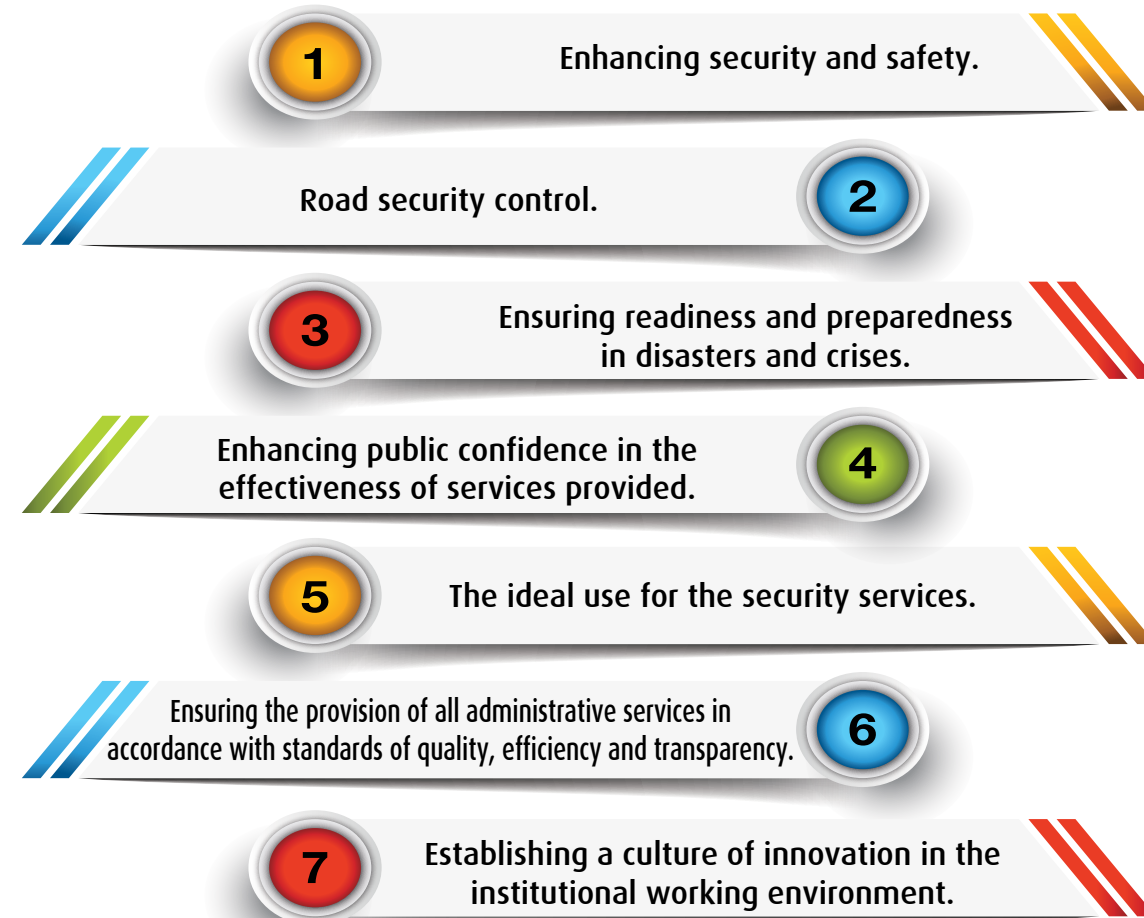 1
Enhancing security and safety.
2
Road security control.
3
Ensuring readiness and preparedness
in disasters and crises.
4
Enhancing public confidence in the
effectiveness of services provided.
5
The ideal use for the security services.
6
Ensuring the provision of all administrative services in
accordance with standards of quality, efficiency and transparency.
7
Establishing a culture of innovation in the
institutional working environment.